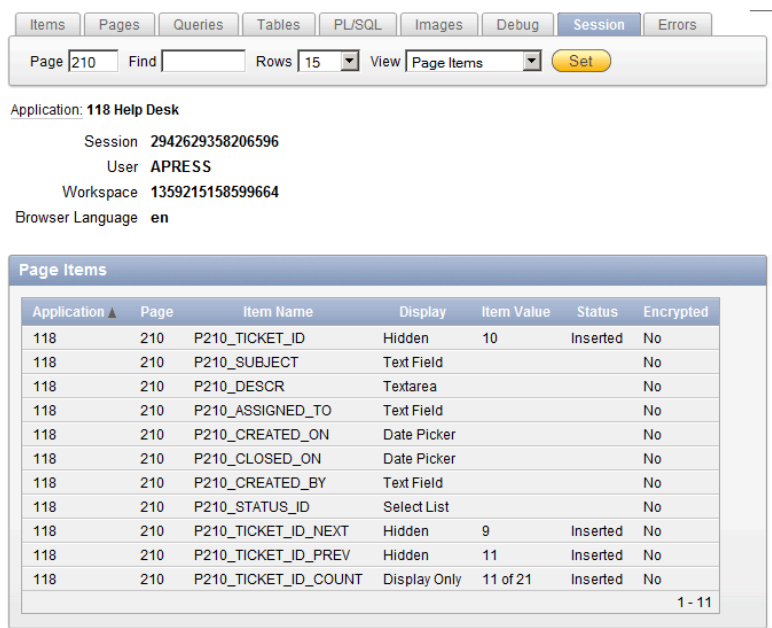 Items Pages Queries Tables PL/SQL Images Debug Session Errors
Page 210 Find Rows 15 View Page Items Set
Application: 118 Help Desk
Session 2942629358206596
User APRESS
Workspace 1359215158599664
Browser Language en
Page Items
Application Page Item Name Display Item Value Status Encrypted
118 210 P210_TICKET_ID Hidden 10 Inserted No
118 210 P210_SUBJECT Text Field No
118 210 P210_DESCR Textarea No
118 210 P210_ASSIGNED_TO Text Field No
118 210 P210_CREATED_ON Date Picker No
118 210 P210_CLOSED_ON Date Picker No
118 210 P210_CREATED_BY Text Field No
118 210 P210_STATUS_ID Select List No
118 210 P210_TICKET_ID_NEXT Hidden 9 Inserted No
118 210 P210_TICKET_ID_PREV Hidden 11 Inserted No
118 210 P210_TICKET_ID_COUNT Display Only 11 of 21 Inserted No
1 - 11